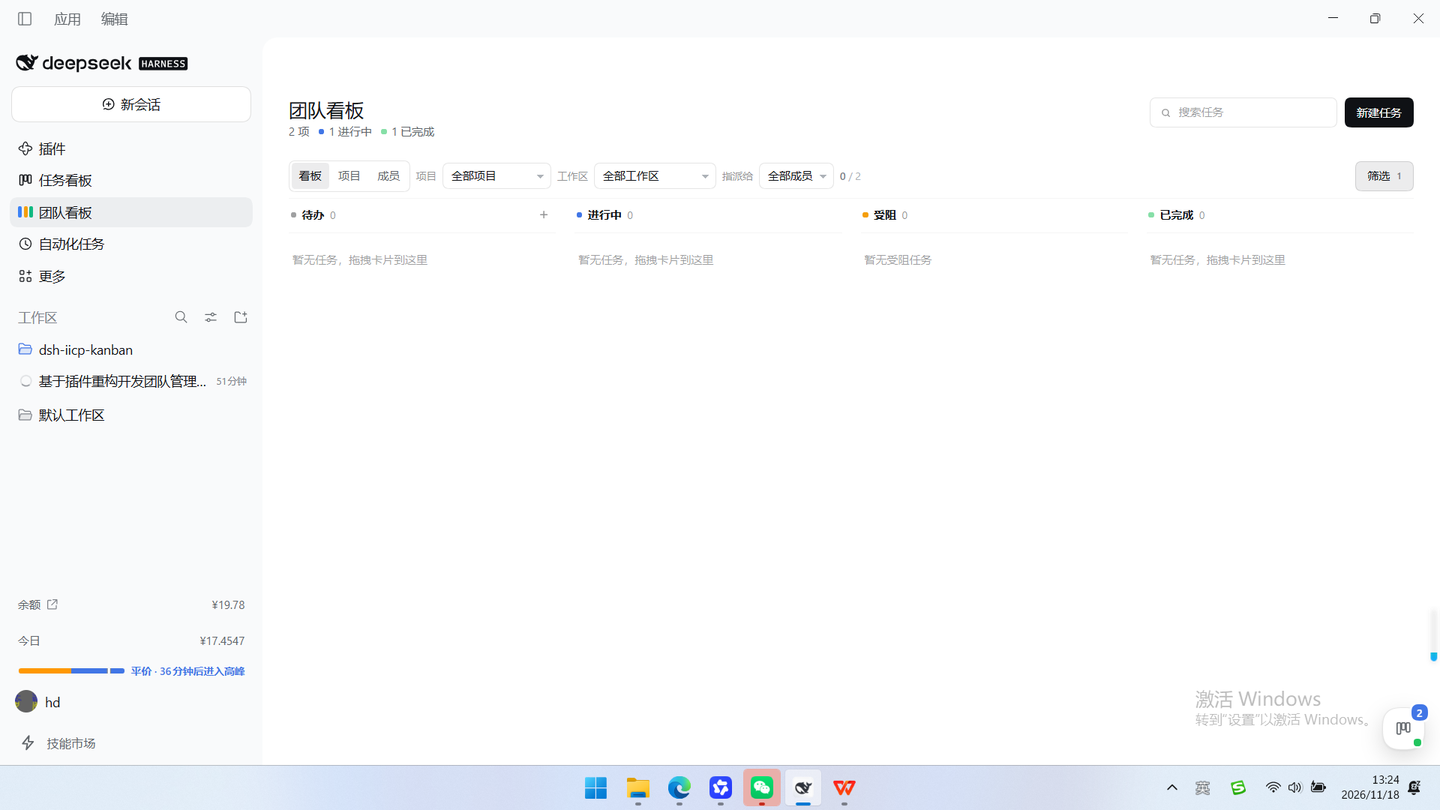 应用 编辑
deepseek HARNESS
新会话
插件
任务看板
团队看板
自动化任务
更多
工作区
dsh-iicp-kanban
基于插件重构开发团队管理... 51分钟
默认工作区
余额 ¥19.78
今日 ¥17.4547
平价 · 36分钟后进入高峰
hd
技能市场
团队看板
2 项 1 进行中 1 已完成
搜索任务
新建任务
看板 项目 成员 项目 全部项目 工作区 全部工作区 指派给 全部成员 0 / 2
筛选 1
待办 0 +
进行中 0
受阻 0
已完成 0
暂无任务，拖拽卡片到这里
暂无任务，拖拽卡片到这里
暂无受阻任务
暂无任务，拖拽卡片到这里
激活 Windows
转到"设置"以激活 Windows。
2
英
13:24
2026/11/18